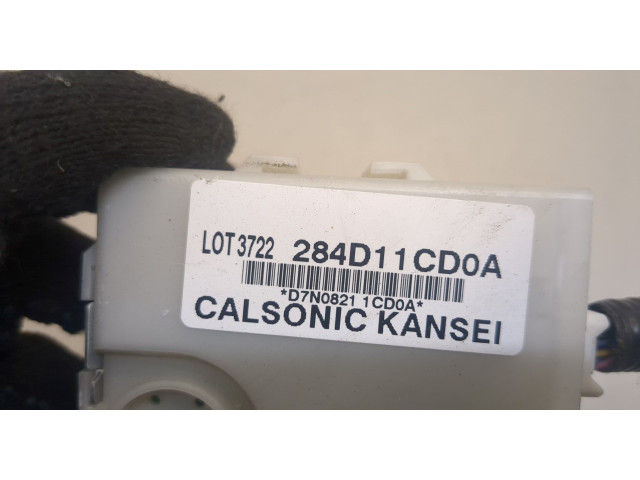 LOT 3722 284D11CD0A
*D7N0821 1CD0A*
CALSONIC KANSEI